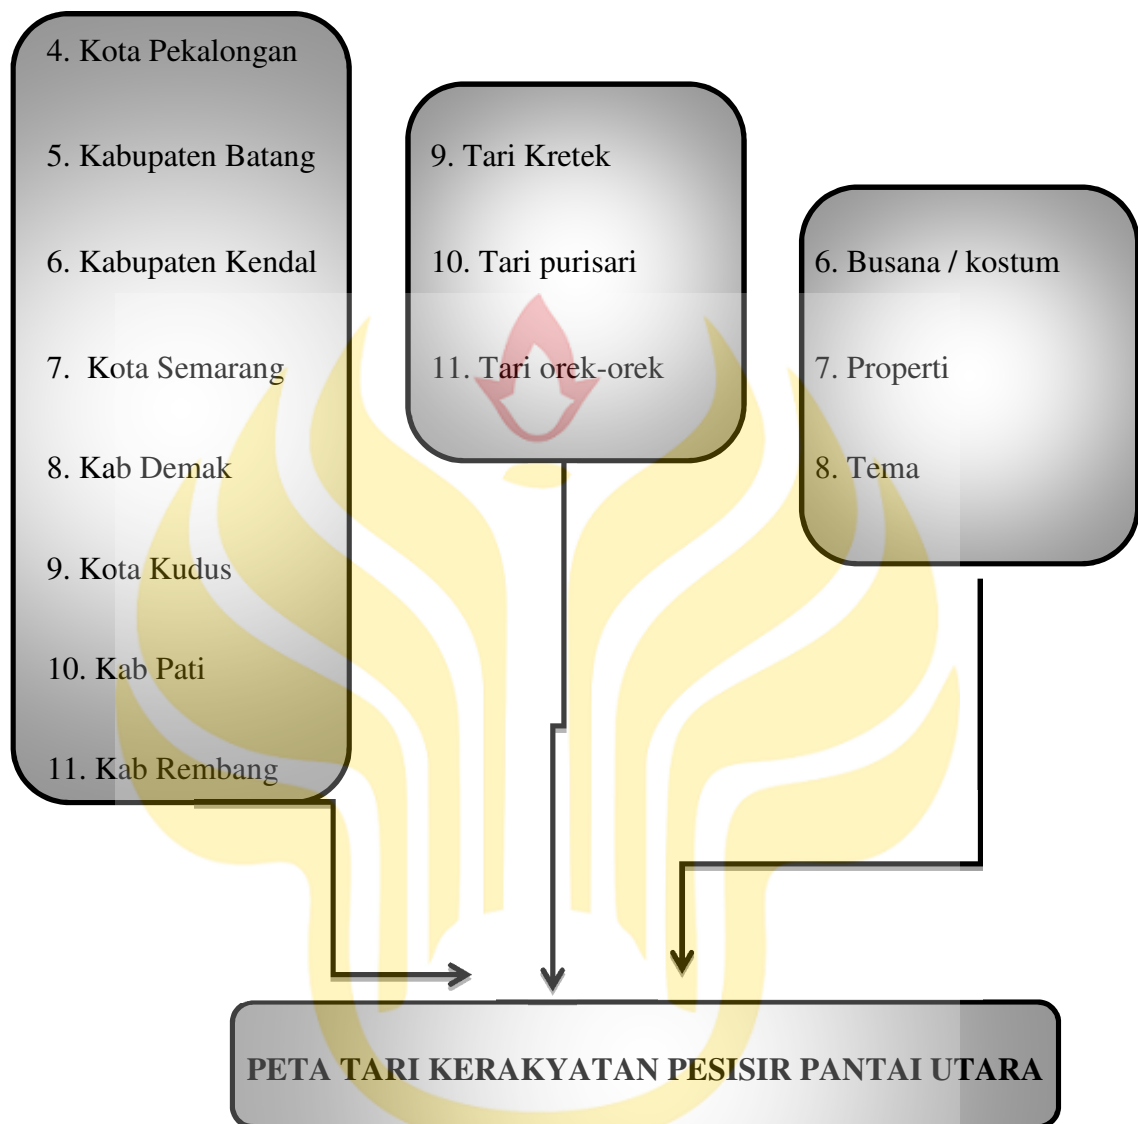 4. Kota Pekalongan
5. Kabupaten Batang
6. Kabupaten Kendal
7. Kota Semarang
8. Kab Demak
9. Kota Kudus
10. Kab Pati
11. Kab Rembang
9. Tari Kretek
10. Tari purisari
11. Tari orek-orek
6. Busana / kostum
7. Properti
8. Tema
PETA TARI KERAKYATAN PESISIR PANTAI UTARA